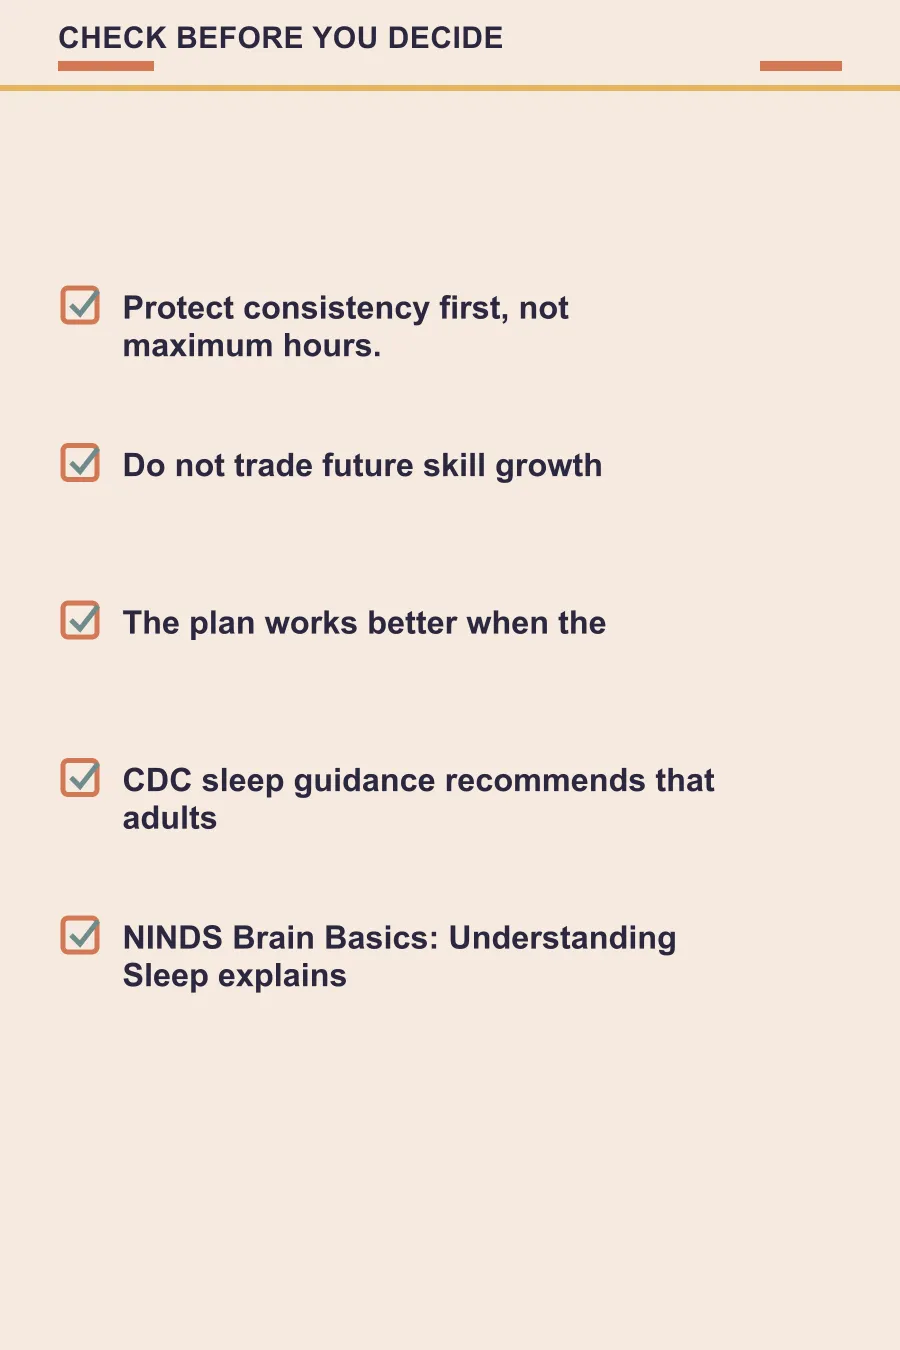 CHECK BEFORE YOU DECIDE
Protect consistency first, not
maximum hours.
Do not trade future skill growth
The plan works better when the
CDC sleep guidance recommends that
adults
NINDS Brain Basics: Understanding
Sleep explains